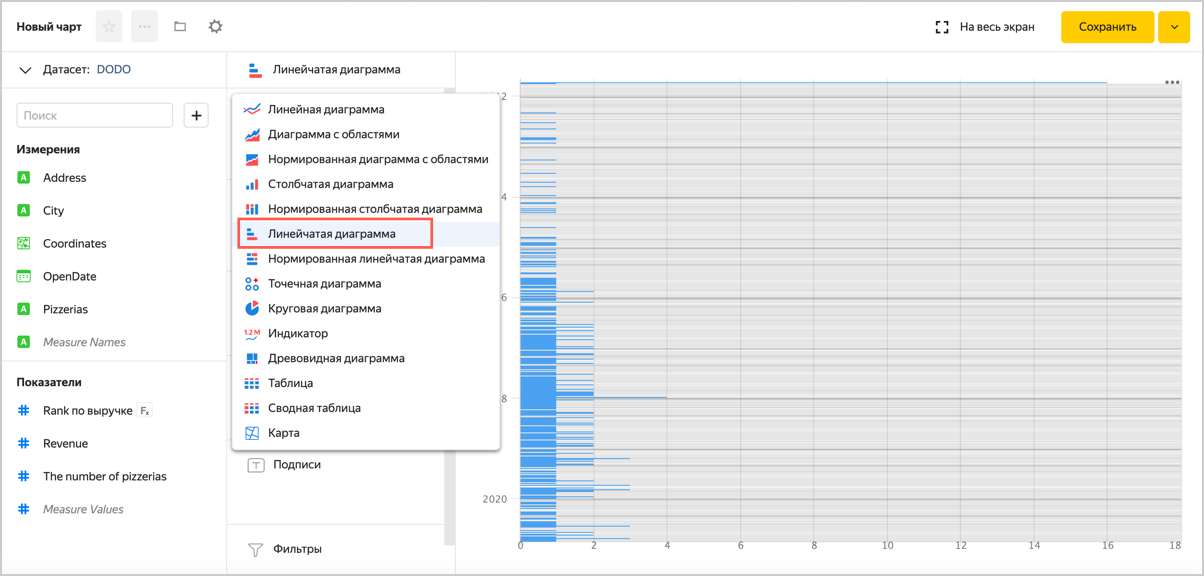 Новый чарт
На весь экран
Сохранить
Датасет: DODO
Линейчатая диаграмма
Поиск
+
Измерения
A Address
A City
Coordinates
OpenDate
A Pizzerias
A Measure Names
Показатели
# Rank по выручке Fx
# Revenue
# The number of pizzerias
# Measure Values
Линейная диаграмма
Диаграмма с областями
Нормированная диаграмма с областями
Столбчатая диаграмма
Нормированная столбчатая диаграмма
Линейчатая диаграмма
Нормированная линейчатая диаграмма
Точечная диаграмма
Круговая диаграмма
1.2M Индикатор
Древовидная диаграмма
Таблица
Сводная таблица
Карта
T Подписи
Фильтры
12
4
6
8
2020
0 2 4 6 8 10 12 14 16 18